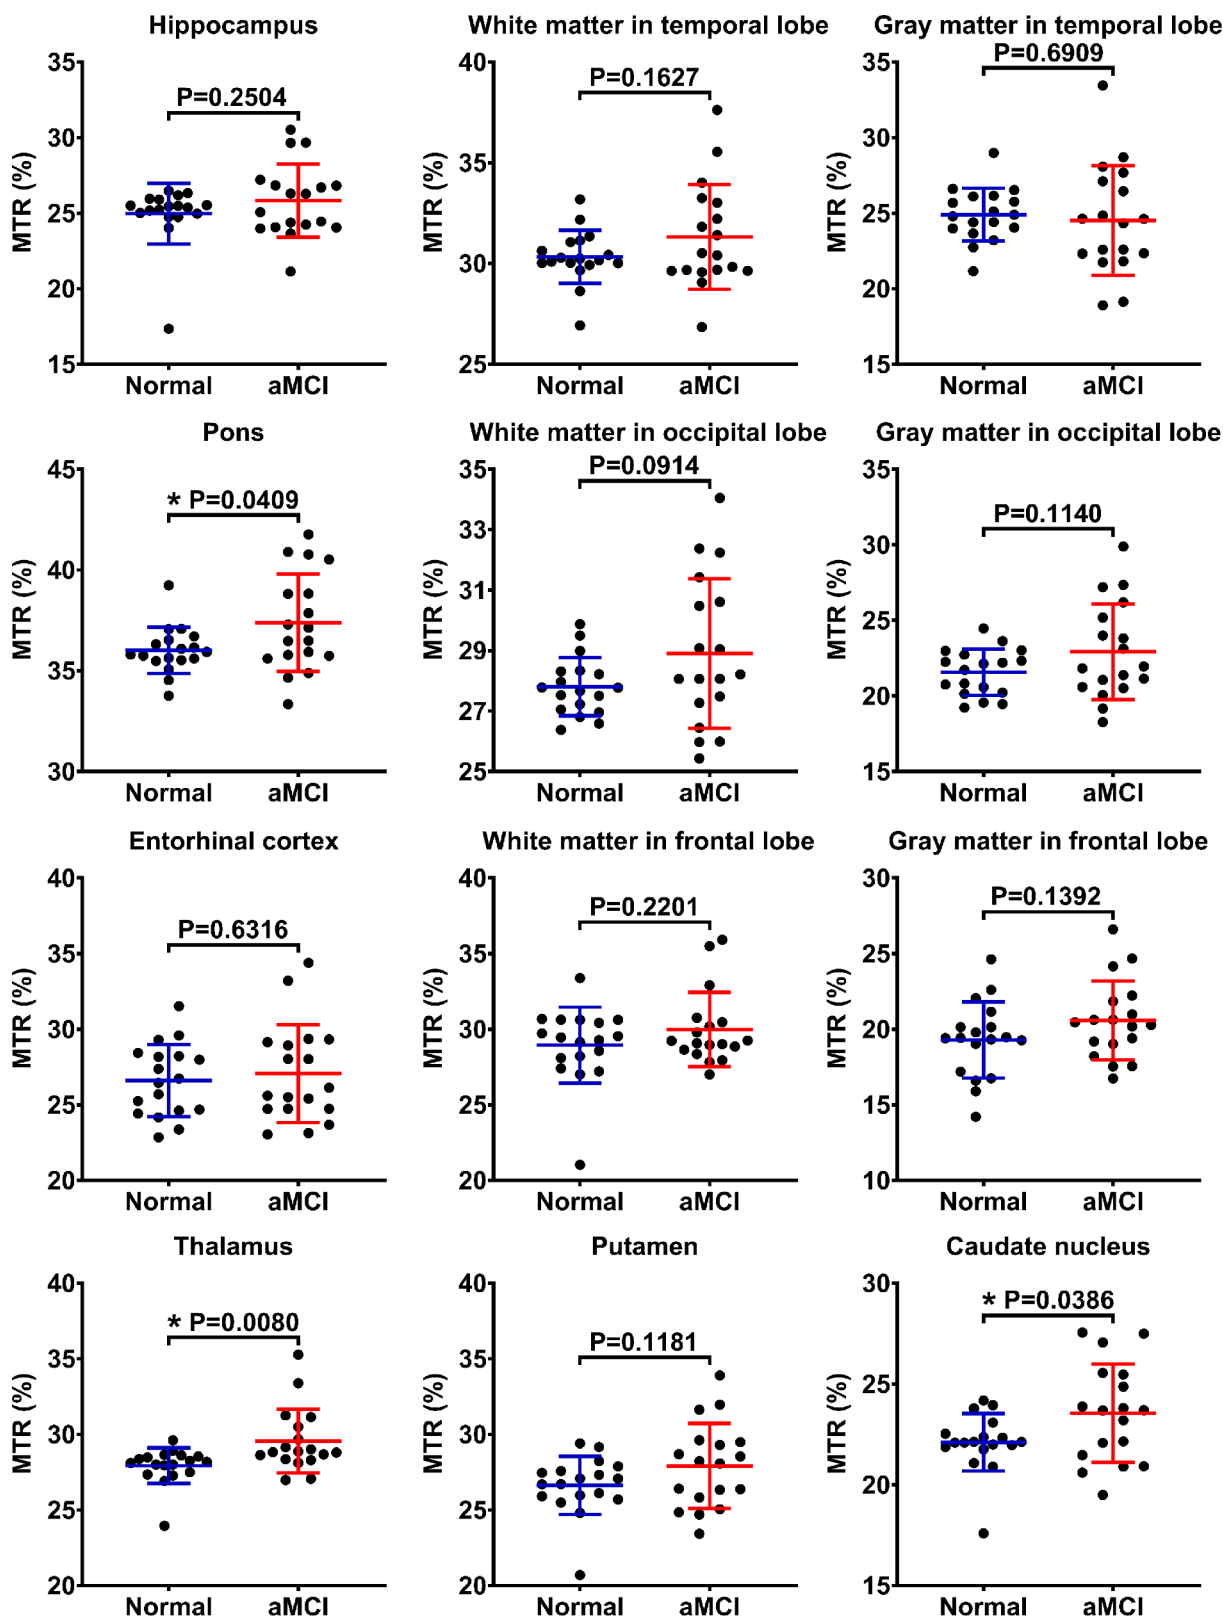 Hippocampus
MTR (%)
35
30
25
20
15
P=0.2504
Normal aMCI
White matter in temporal lobe
MTR (%)
40
35
30
25
P=0.1627
Normal aMCI
Gray matter in temporal lobe
MTR (%)
35
30
25
20
15
P=0.6909
Normal aMCI
Pons
MTR (%)
45
40
35
30
* P=0.0409
Normal aMCI
White matter in occipital lobe
MTR (%)
35
33
31
29
27
25
P=0.0914
Normal aMCI
Gray matter in occipital lobe
MTR (%)
35
30
25
20
15
P=0.1140
Normal aMCI
Entorhinal cortex
MTR (%)
40
35
30
25
20
P=0.6316
Normal aMCI
White matter in frontal lobe
MTR (%)
40
35
30
25
20
P=0.2201
Normal aMCI
Gray matter in frontal lobe
MTR (%)
30
25
20
15
10
P=0.1392
Normal aMCI
Thalamus
MTR (%)
40
35
30
25
20
* P=0.0080
Normal aMCI
Putamen
MTR (%)
40
35
30
25
20
P=0.1181
Normal aMCI
Caudate nucleus
MTR (%)
30
25
20
15
* P=0.0386
Normal aMCI